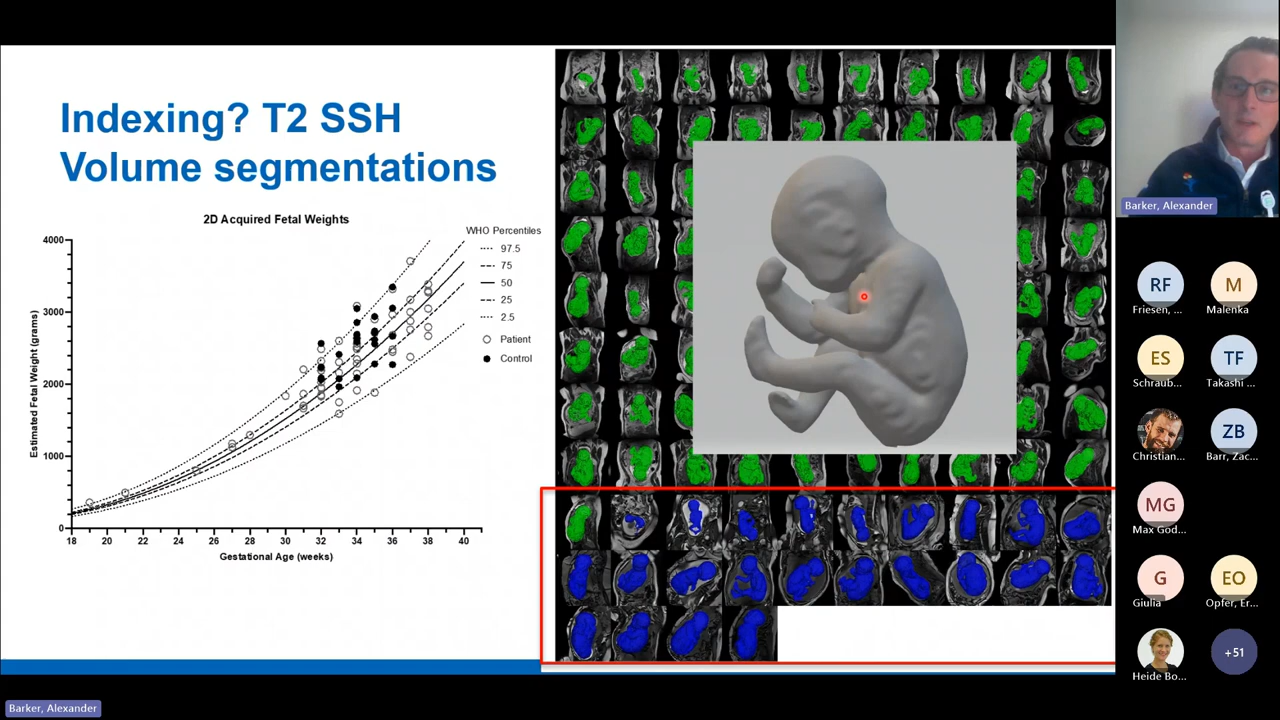 Indexing? T2 SSH
Volume segmentations
2D Acquired Fetal Weights
WHO Percentiles
97.5
75
50
25
2.5
Patient
Control
Estimated Fetal Weight (grams)
4000
3000
2000
1000
0
18
20
22
24
26
28
30
32
34
36
38
40
Gestational Age (weeks)
Barker, Alexander
RF
Friesen, ...
M
Malenka
ES
Schraub...
TF
Takashi ...
Christian...
ZB
Barr, Zac...
MG
Max God...
G
Giulia
EO
Opfer, Er...
Heide Bo...
+51
Barker, Alexander